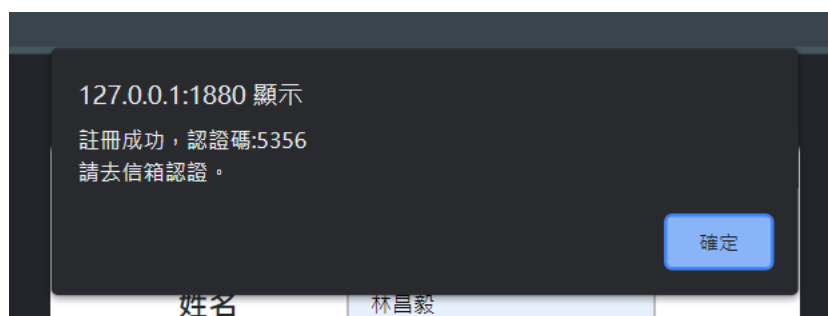 127.0.0.1:1880 顯示
註冊成功，認證碼:5356
請去信箱認證。
確定
姓名
林昌毅